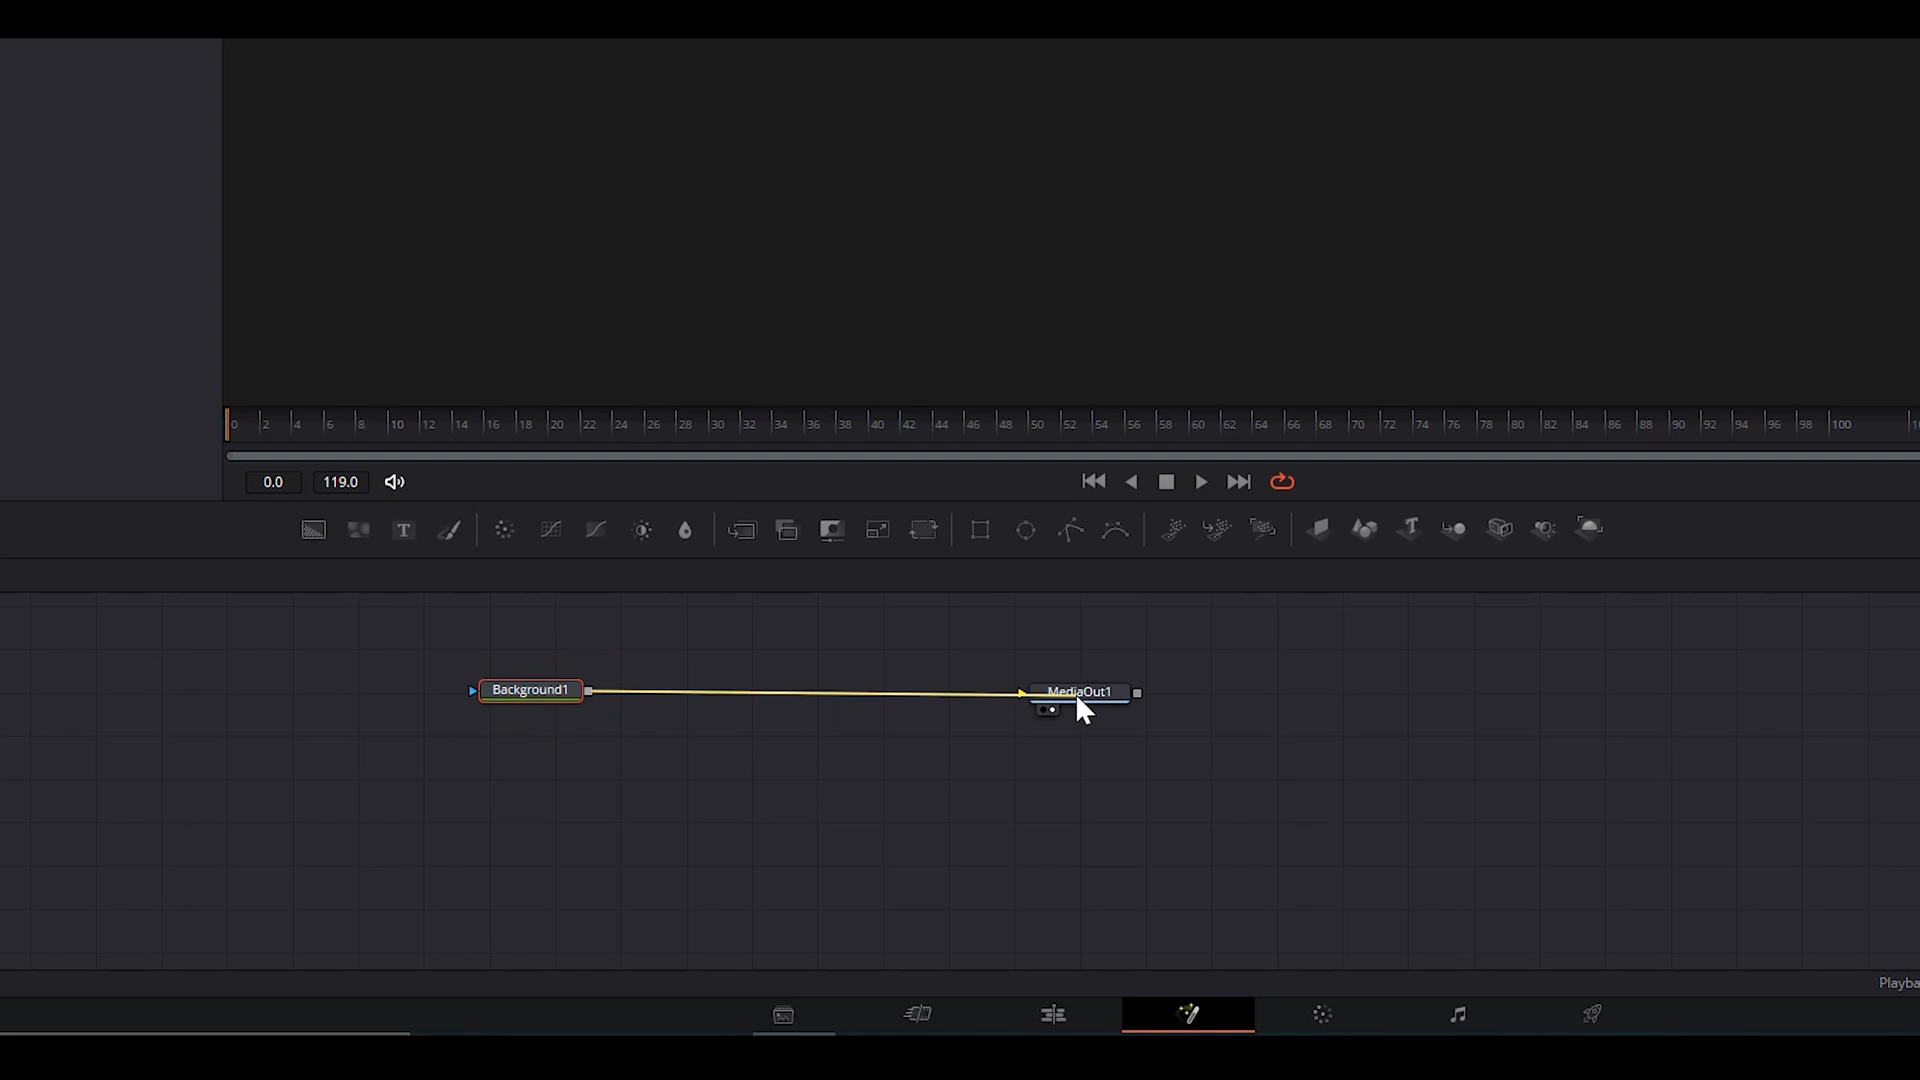 0 2 4 6 8 10 12 14 16 18 20 22 24 26 28 30 32 34 36 38 40 42 44 46 48 50 52 54 56 58 60 62 64 66 68 70 72 74 76 78 80 82 84 86 88 90 92 94 96 98 100
0.0 119.0
T T
Background1 MediaOut1
Playba